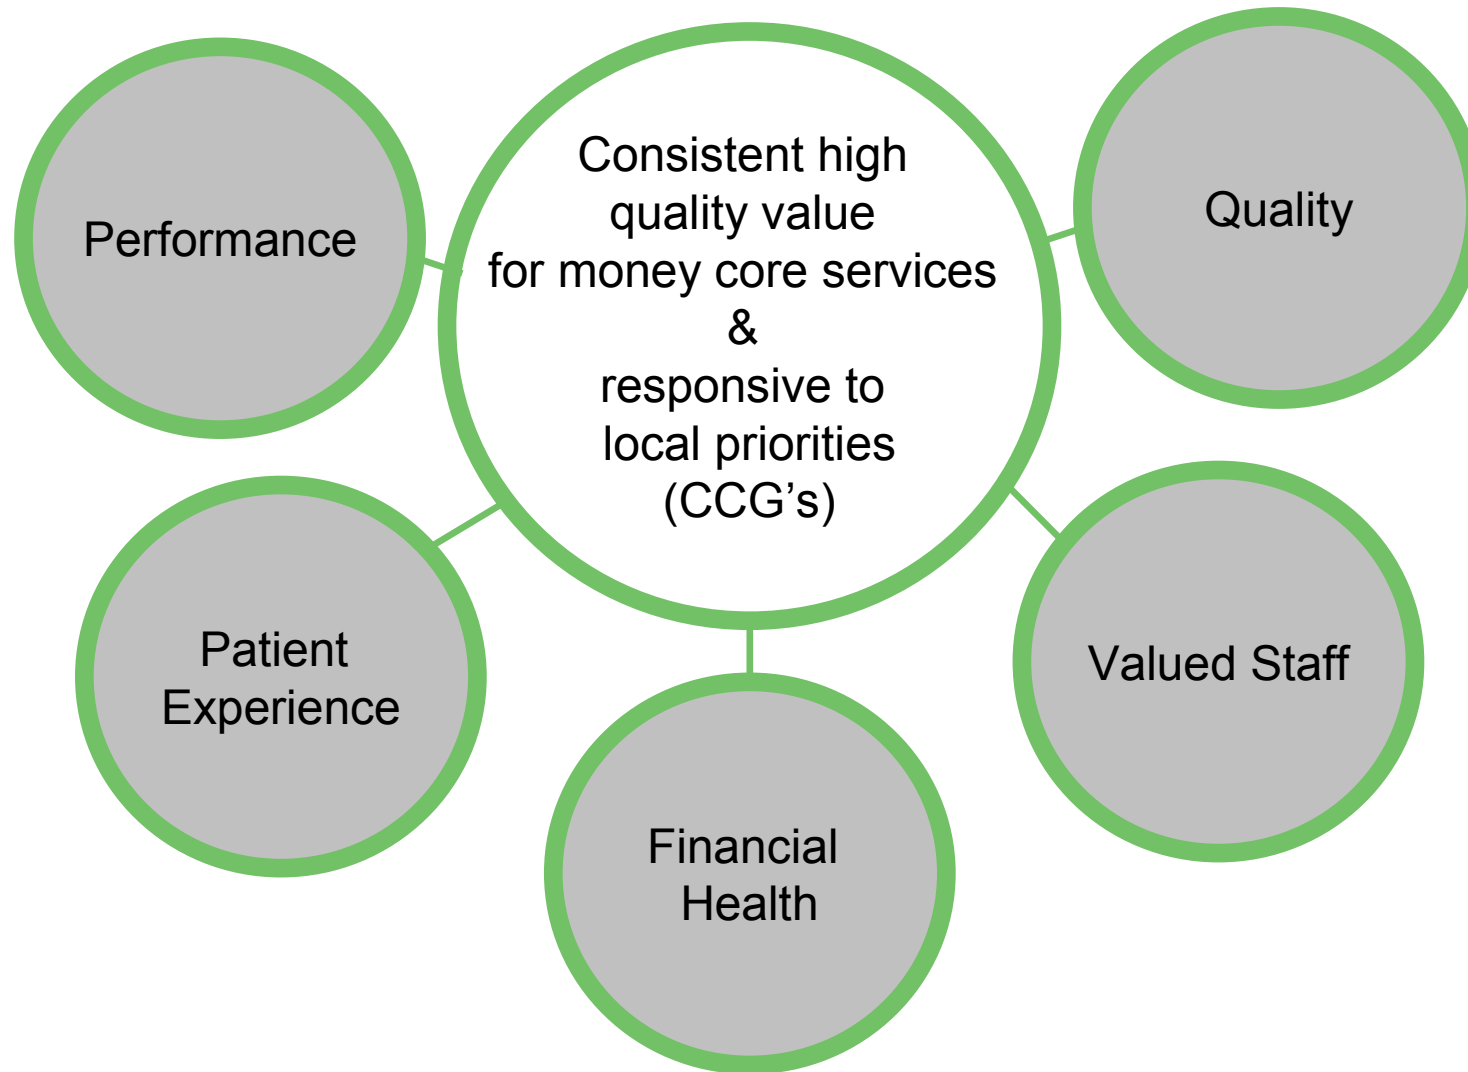 Performance
Consistent high
quality value
for money core services
&
responsive to
local priorities
(CCG’s)
Quality
Patient
Experience
Financial
Health
Valued Staff